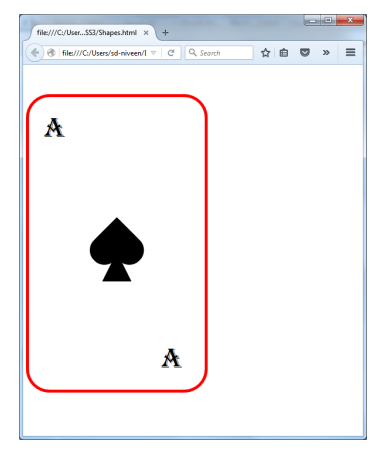 file:///C:/User...SS3/Shapes.html × +
file:///C:/Users/sd-niveen/I Search »
A
A